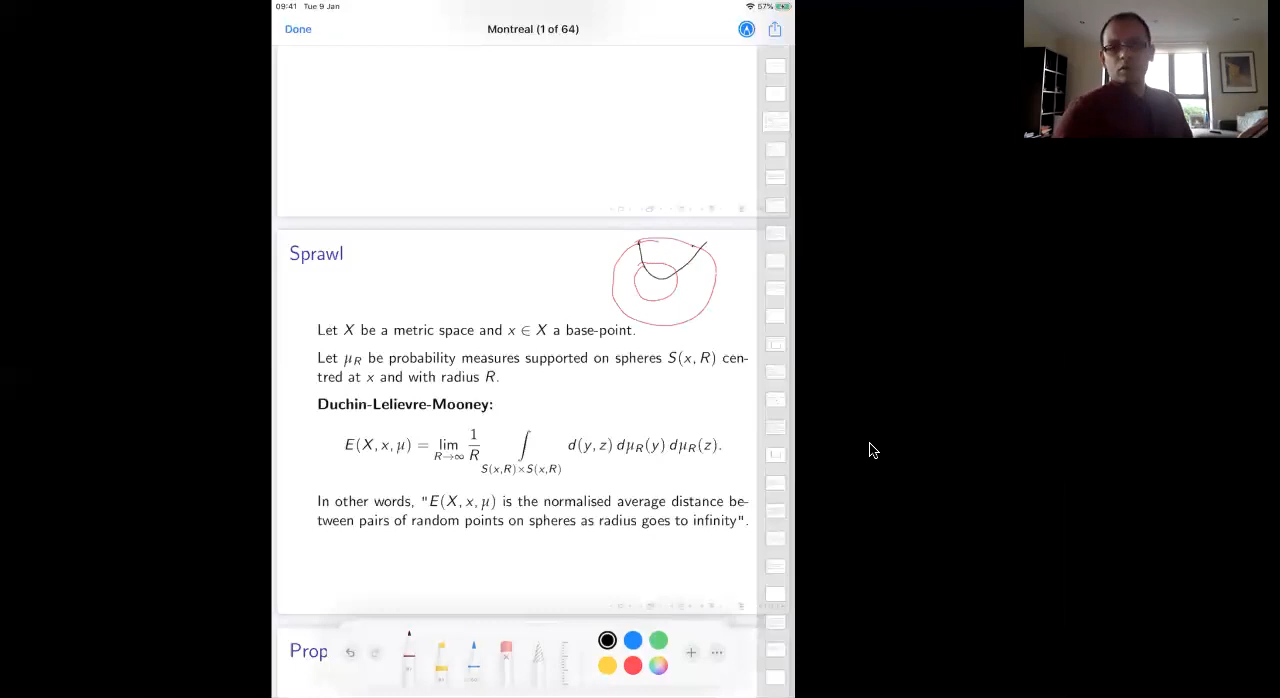 09:41 Tue 9 Jan
57%
Done
Montreal (1 of 64)
Sprawl
Let X be a metric space and x ∈ X a base-point.
Let μ_R be probability measures supported on spheres S(x, R) cen-
tred at x and with radius R.
Duchin-Lelievre-Mooney:
E(X, x, μ) = lim_{R→∞} 1/R ∫_{S(x,R)×S(x,R)} d(y, z) dμ_R(y) dμ_R(z).
In other words, "E(X, x, μ) is the normalised average distance be-
tween pairs of random points on spheres as radius goes to infinity".
Prop